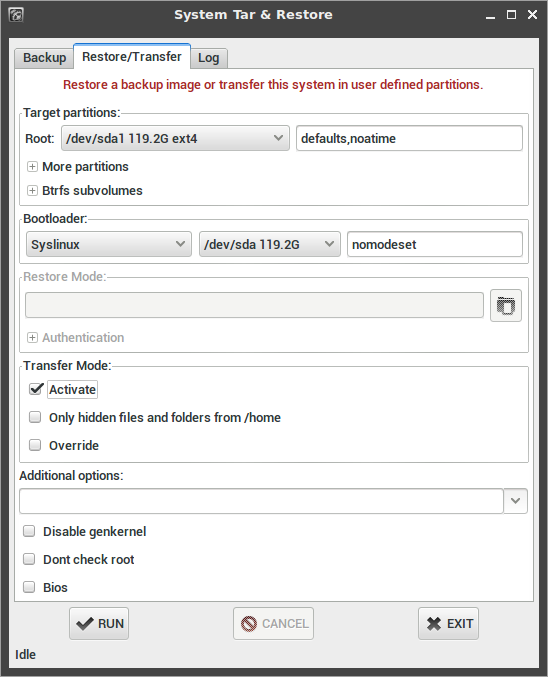 System Tar & Restore
Backup Restore/Transfer Log
Restore a backup image or transfer this system in user defined partitions.
Target partitions:
Root: /dev/sda1 119.2G ext4 defaults,noatime
More partitions
Btrfs subvolumes
Bootloader:
Syslinux /dev/sda 119.2G nomodeset
Restore Mode:
Authentication
Transfer Mode:
Activate
Only hidden files and folders from /home
Override
Additional options:
Disable genkernel
Dont check root
Bios
RUN CANCEL EXIT
Idle